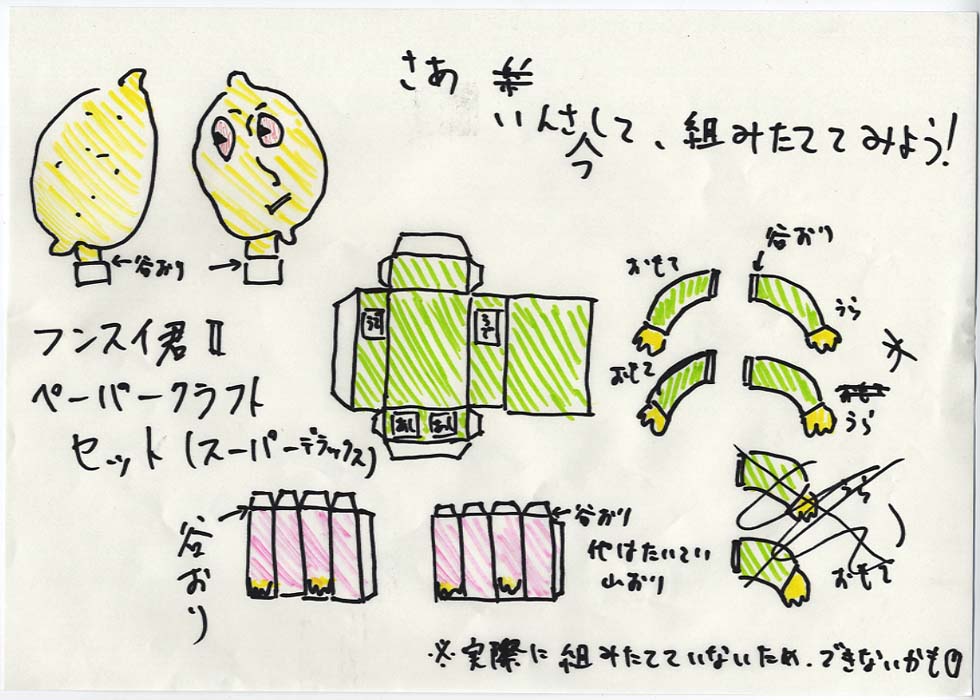 さあ
いんさつして、組みたててみよう!
谷おり
フンスイ君Ⅱ
ペーパークラフト
セット(スーパーデラックス)
うで
うで
あし
あし
谷おり
おもて
うら
おもて
うら
うら
おもて
谷おり
谷おり
他はたいてい
山おり
※実際に組みたてていないため、できないかも